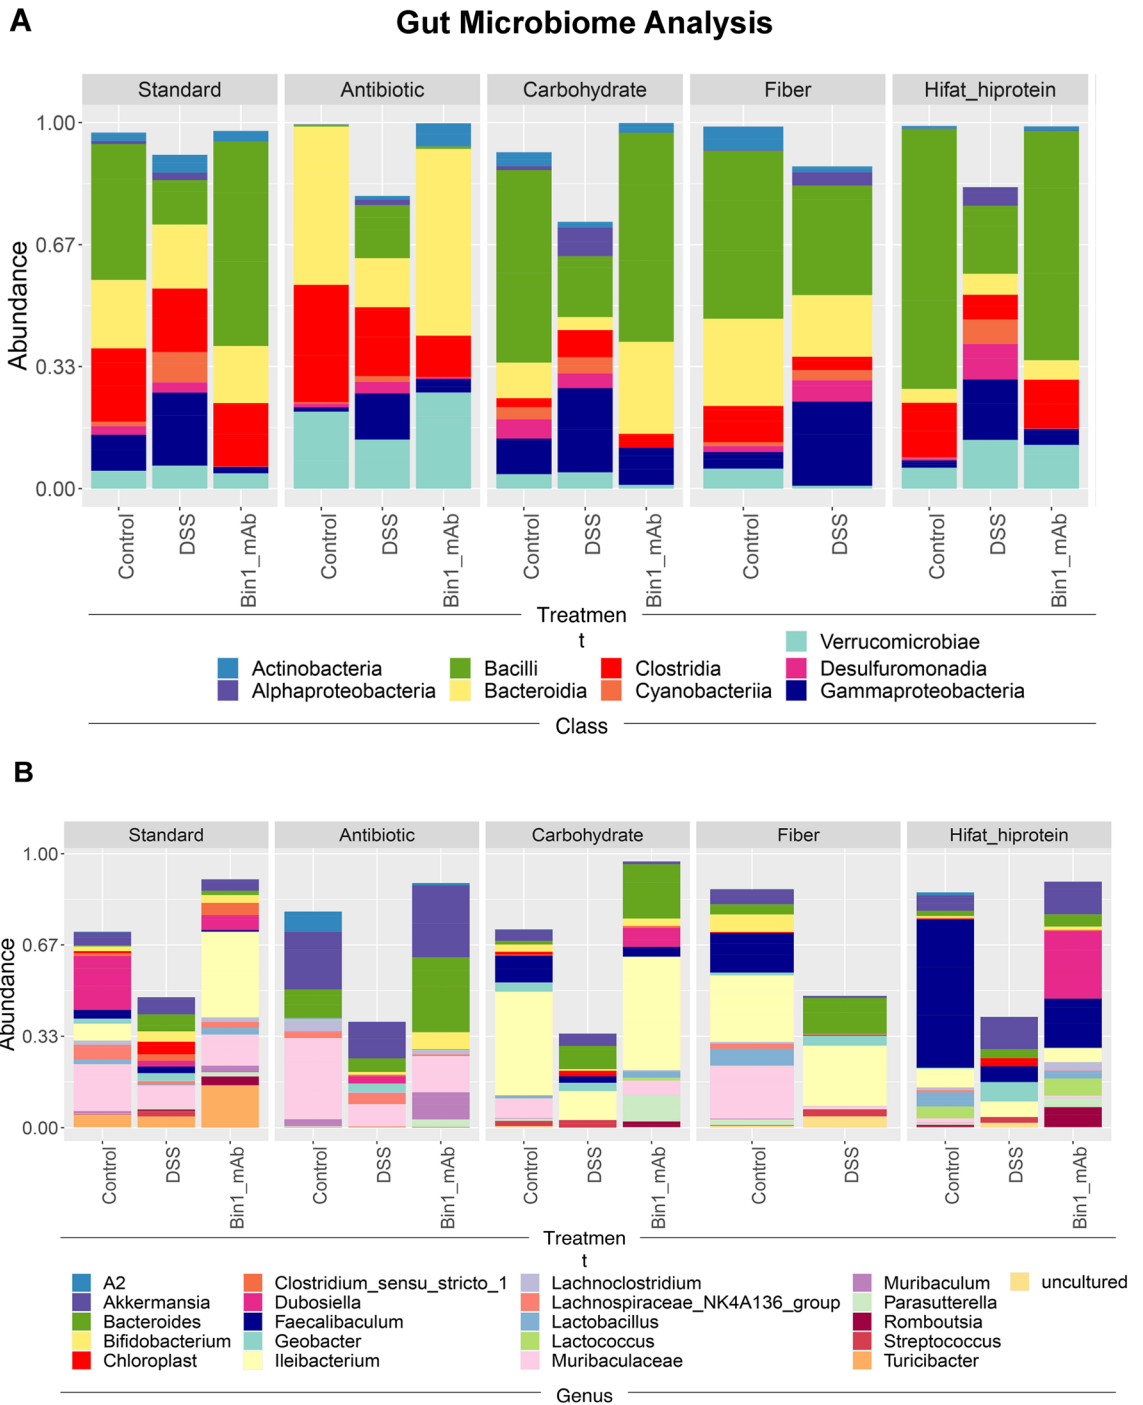 A
Gut Microbiome Analysis
Standard Antibiotic Carbohydrate Fiber Hifat_hiprotein
Abundance
1.00
0.67
0.33
0.00
Control DSS Bin1_mAb Control DSS Bin1_mAb Control DSS Bin1_mAb Control DSS Control DSS Bin1_mAb
Treatmen
t
Verrucomicrobiae
Actinobacteria Bacilli Clostridia Desulfuromonadia
Alphaproteobacteria Bacteroidia Cyanobacteriia Gammaproteobacteria
Class
B
Standard Antibiotic Carbohydrate Fiber Hifat_hiprotein
Abundance
1.00
0.67
0.33
0.00
Control DSS Bin1_mAb Control DSS Bin1_mAb Control DSS Bin1_mAb Control DSS Control DSS Bin1_mAb
Treatmen
t
A2 Clostridium_sensu_stricto_1 Lachnoclostridium Muribaculum uncultured
Akkermansia Dubosiella Lachnospiraceae_NK4A136_group Parasutterella
Bacteroides Faecalibaculum Lactobacillus Romboutsia
Bifidobacterium Geobacter Lactococcus Streptococcus
Chloroplast Ileibacterium Muribaculaceae Turicibacter
Genus